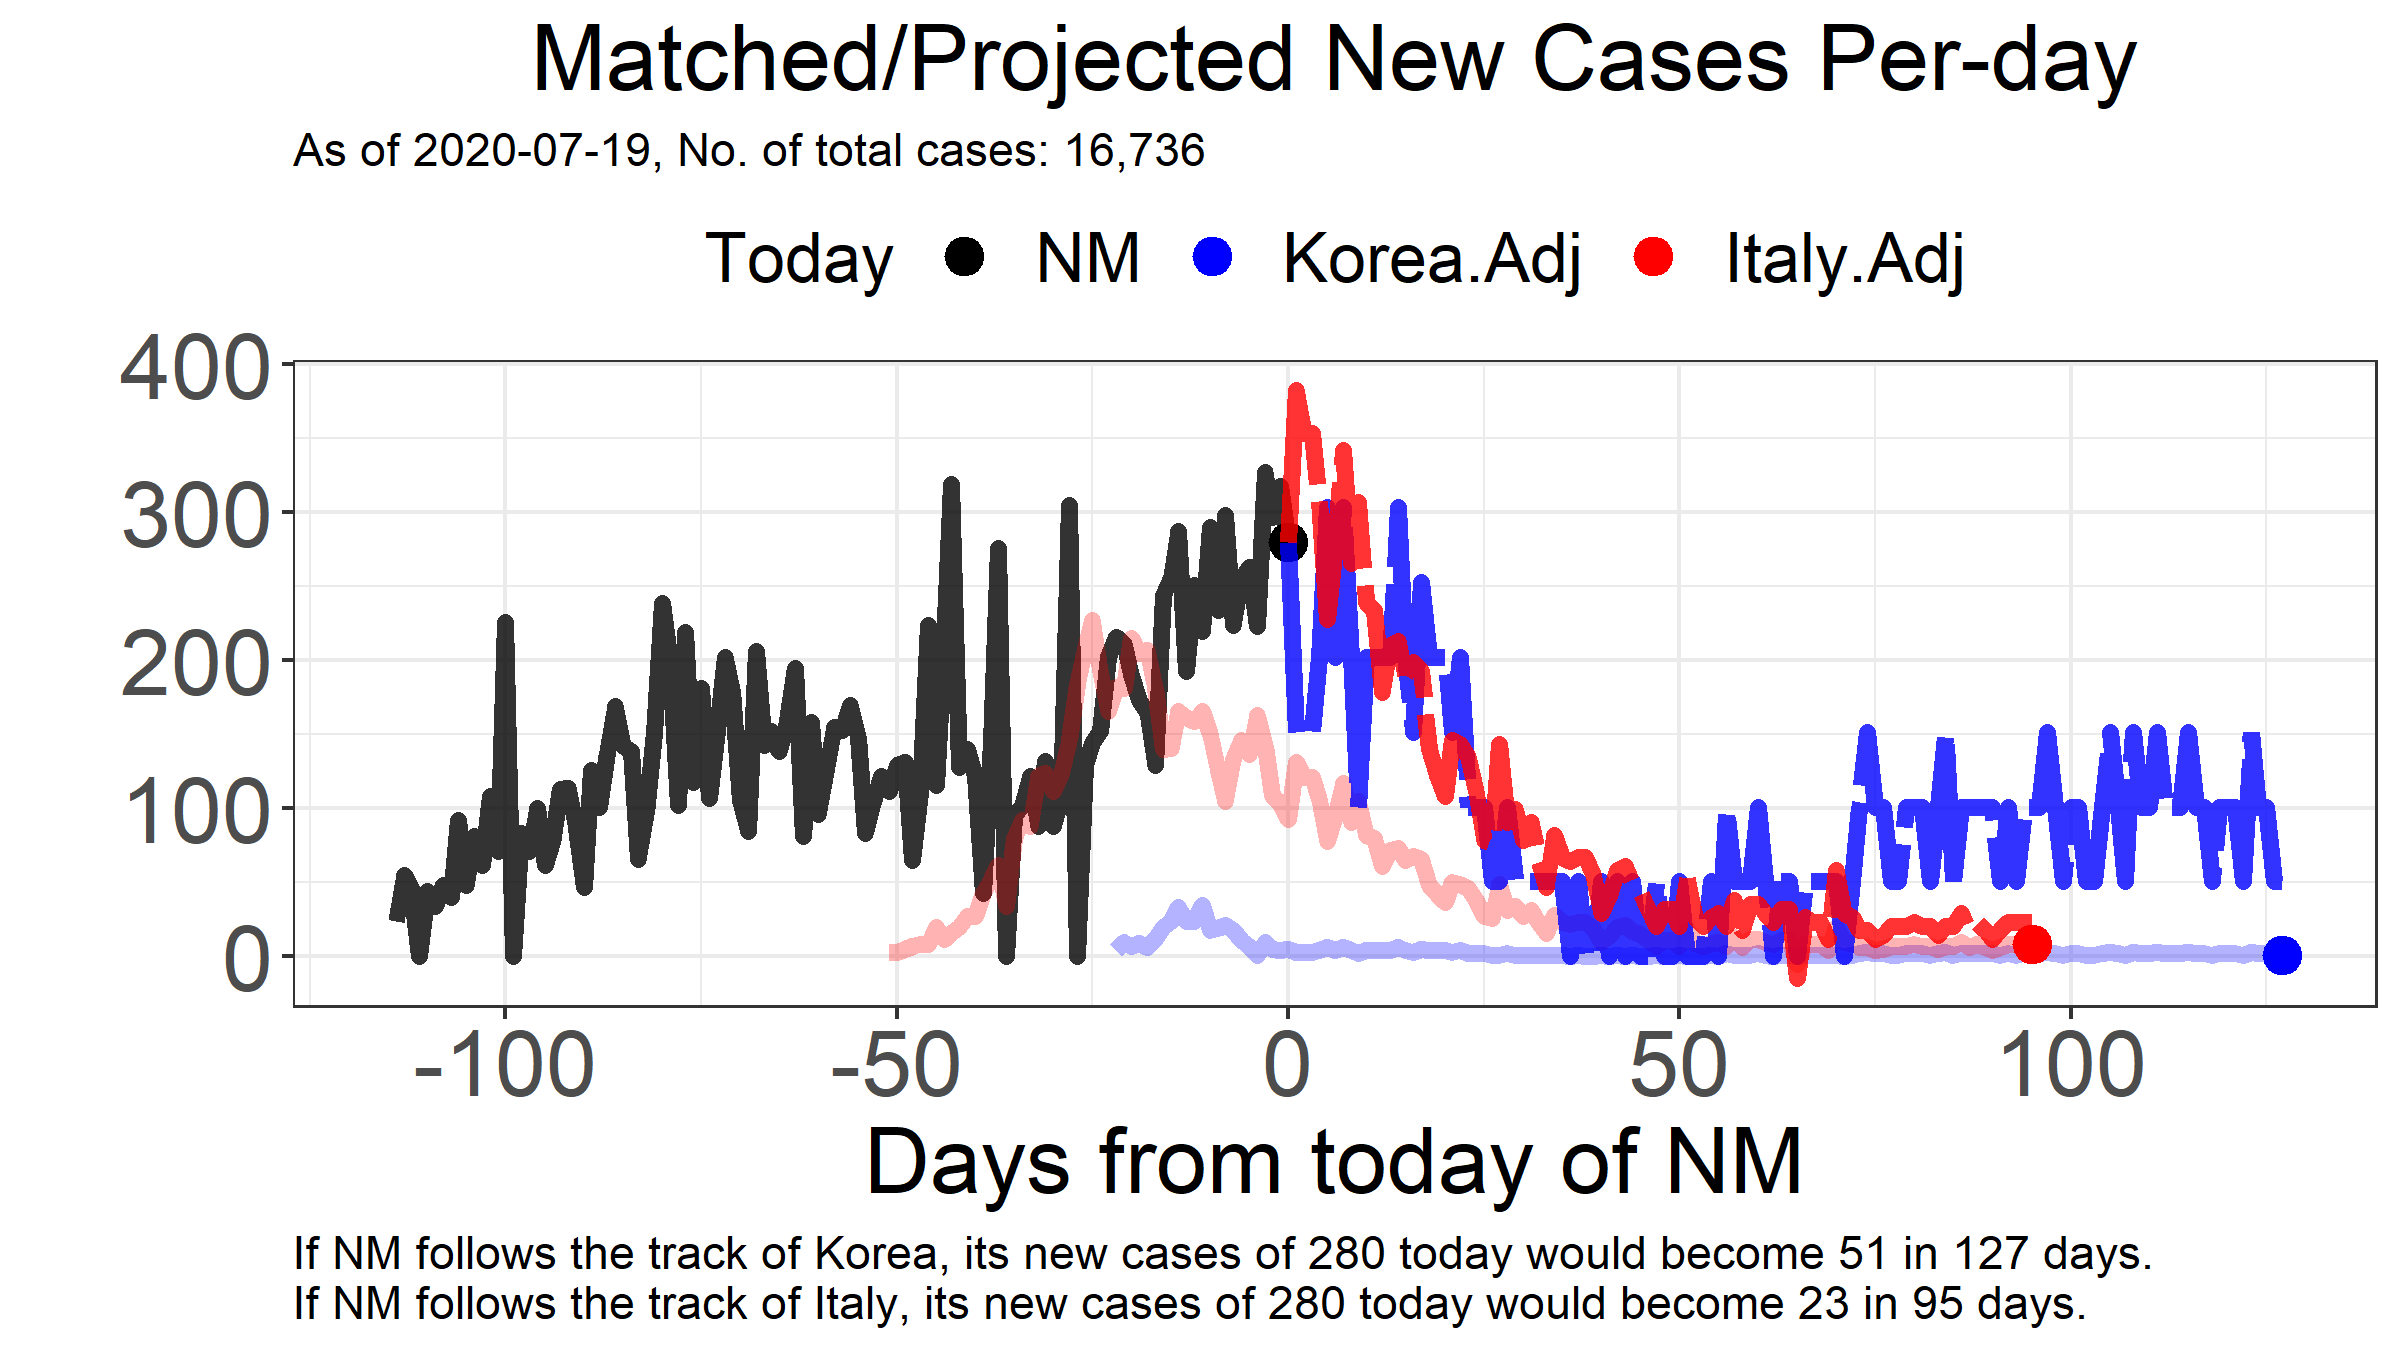 Matched/Projected New Cases Per-day
As of 2020-07-19, No. of total cases: 16,736
Today NM Korea.Adj Italy.Adj
400
300
200
100
0
-100 -50 0 50 100
Days from today of NM
If NM follows the track of Korea, its new cases of 280 today would become 51 in 127 days.
If NM follows the track of Italy, its new cases of 280 today would become 23 in 95 days.